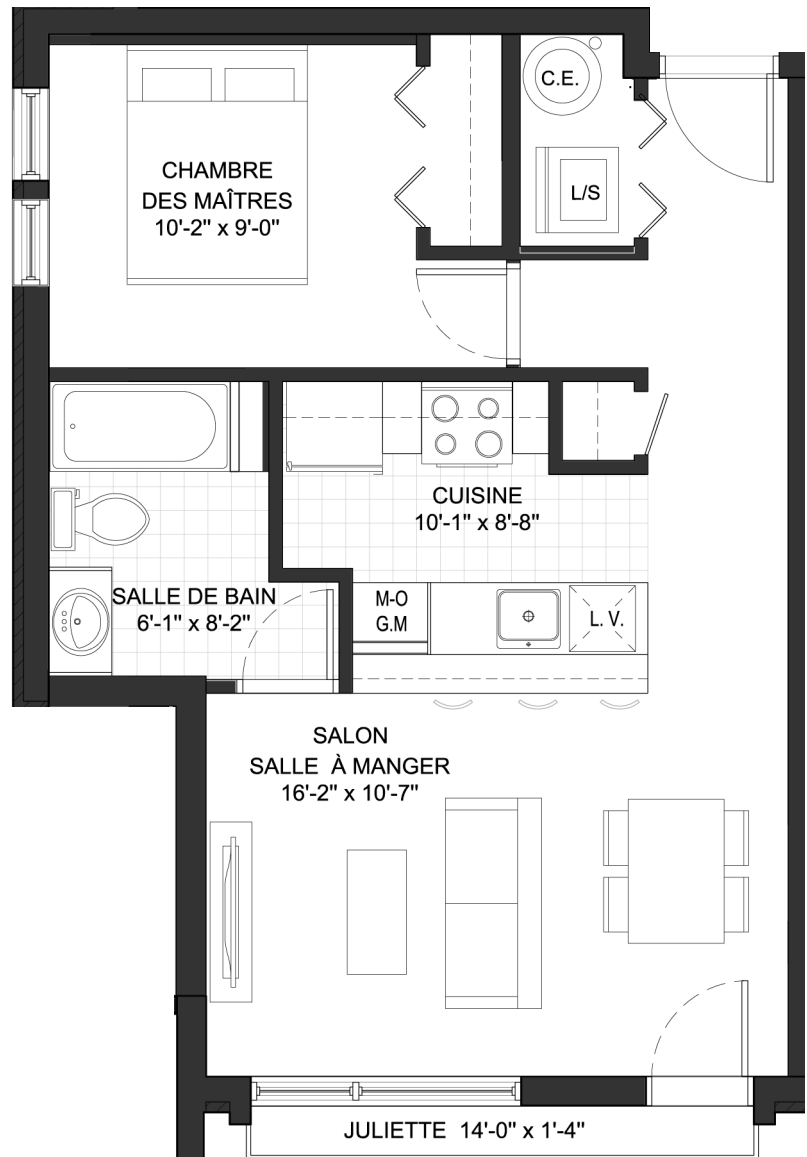 C.E.
CHAMBRE
DES MAÎTRES
10'-2" x 9'-0"
L/S
CUISINE
10'-1" x 8'-8"
SALLE DE BAIN
6'-1" x 8'-2"
M-O
G.M
L. V.
SALON
SALLE À MANGER
16'-2" x 10'-7"
JULIETTE 14'-0" x 1'-4"